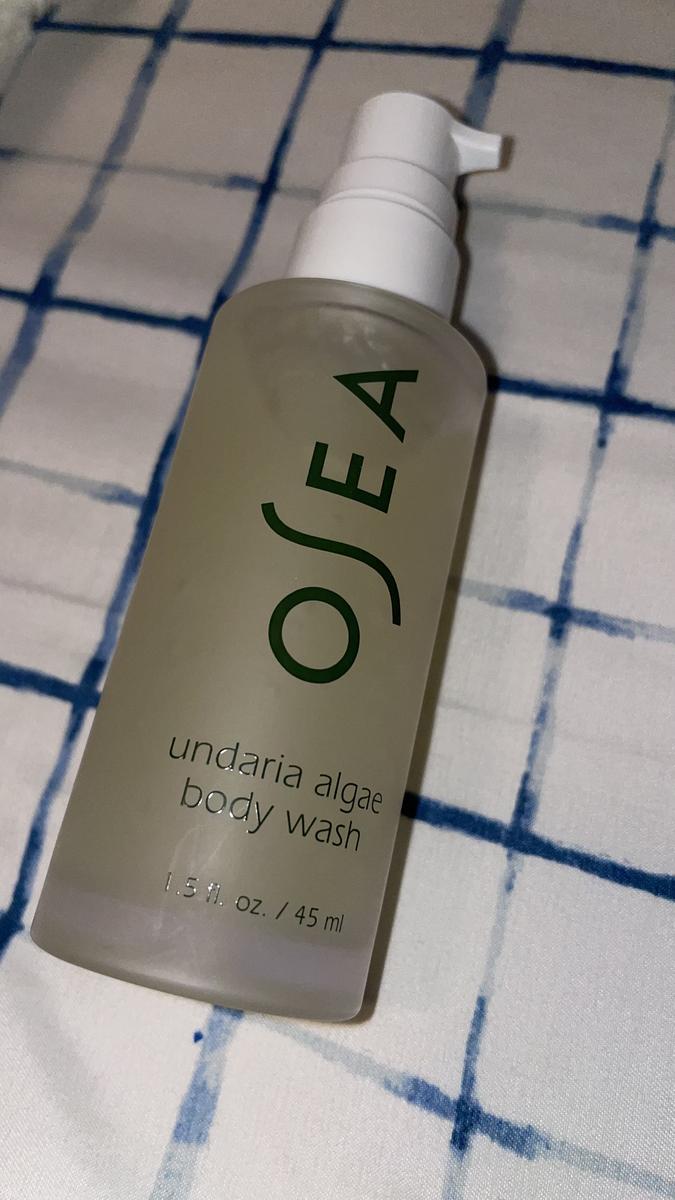 OSEA
undaria algae
body wash
1.5 fl. oz. / 45 ml